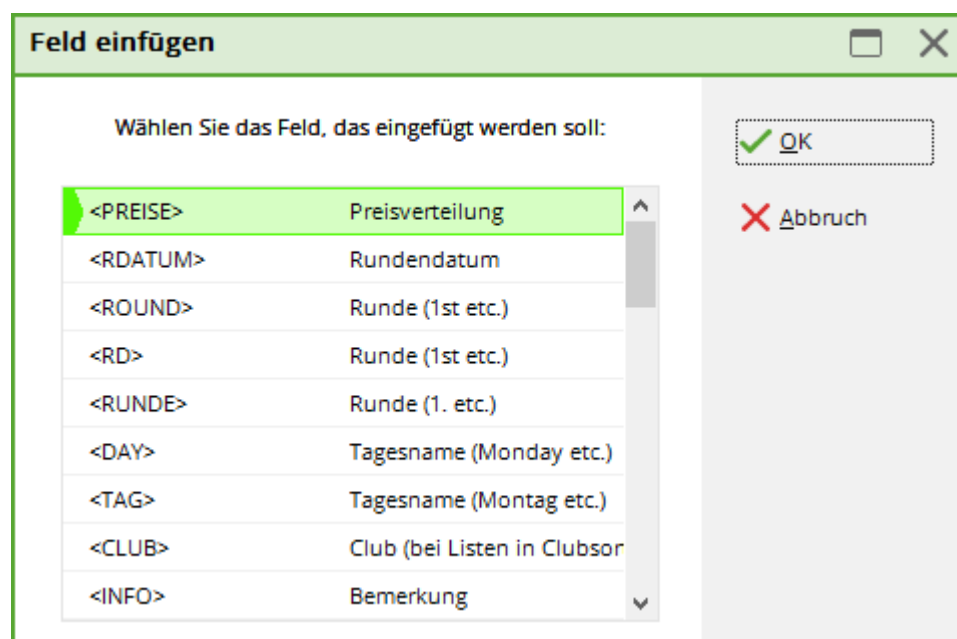 Feld einfügen
Wählen Sie das Feld, das eingefügt werden soll:
OK
Abbruch
<PREISE> Preisverteilung
<RDATUM> Rundendatum
<ROUND> Runde (1st etc.)
<RD> Runde (1st etc.)
<RUNDE> Runde (1. etc.)
<DAY> Tagesname (Monday etc.)
<TAG> Tagesname (Montag etc.)
<CLUB> Club (bei Listen in Clubsor
<INFO> Bemerkung